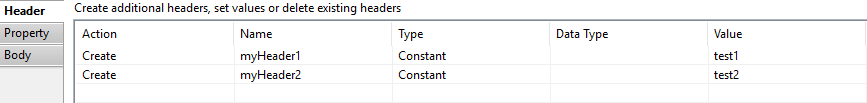 Header
Property
Body
Create additional headers, set values or delete existing headers
Action Name Type Data Type Value
Create myHeader1 Constant test1
Create myHeader2 Constant test2